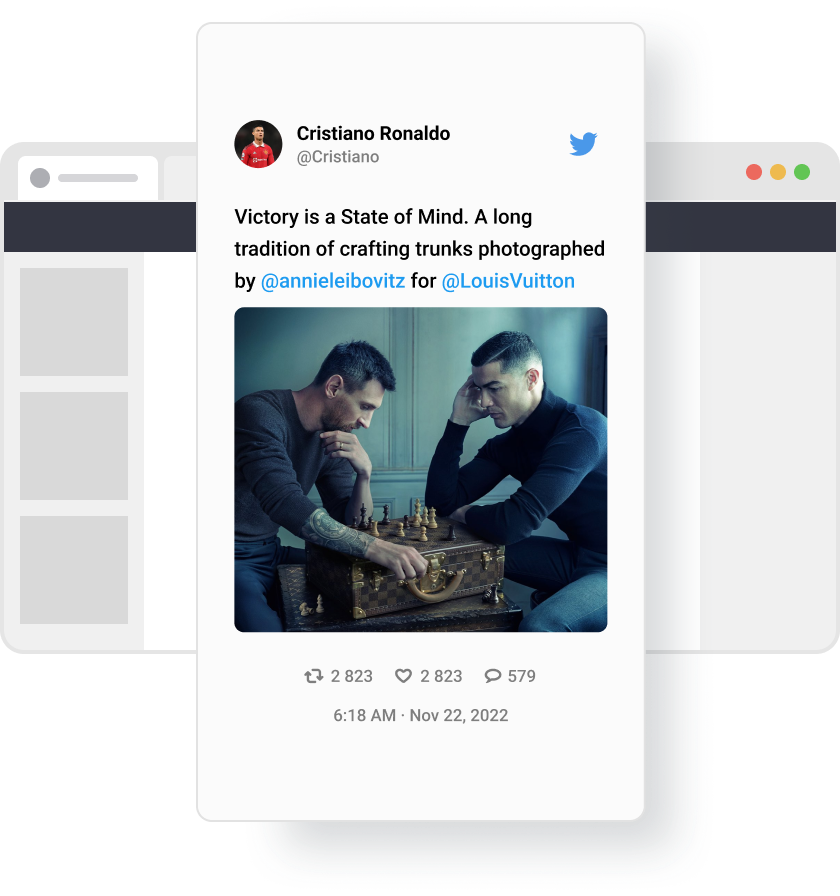 Cristiano Ronaldo
@Cristiano
Victory is a State of Mind. A long
tradition of crafting trunks photographed
by @annieleibovitz for @LouisVuitton
2 823 2 823 579
6:18 AM · Nov 22, 2022